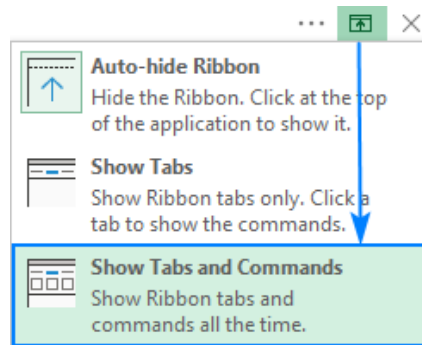 Auto-hide Ribbon
Hide the Ribbon. Click at the top
of the application to show it.
Show Tabs
Show Ribbon tabs only. Click a
tab to show the commands.
Show Tabs and Commands
Show Ribbon tabs and
commands all the time.